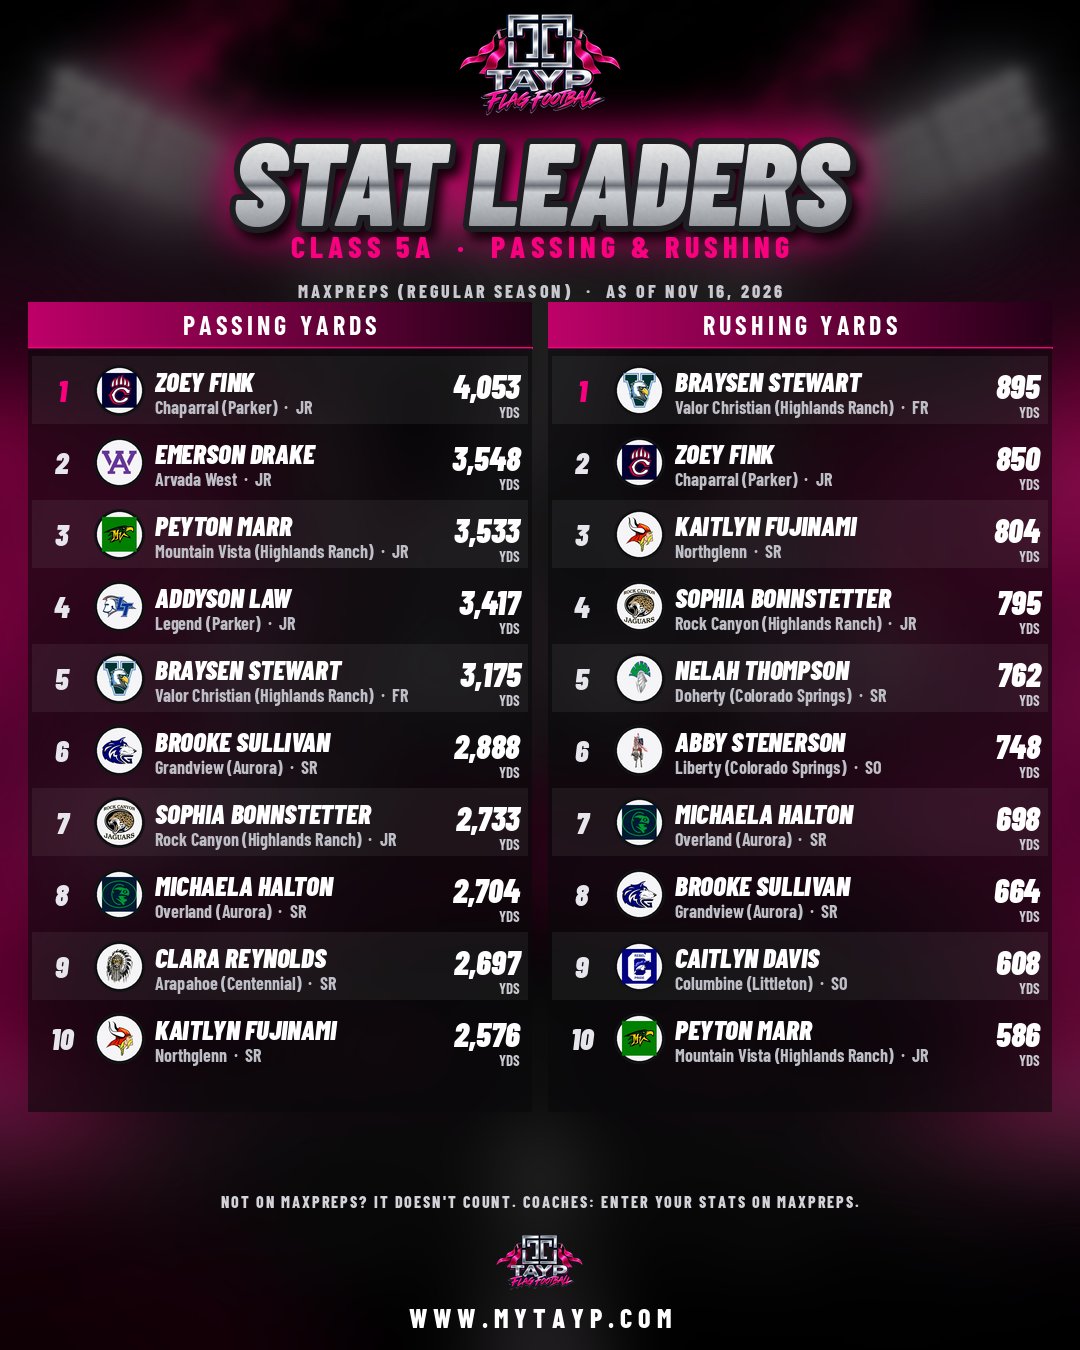 TAYP
FLAG FOOTBALL
STAT LEADERS
CLASS 5A · PASSING & RUSHING
MAXPREPS (REGULAR SEASON) · AS OF NOV 16, 2026
PASSING YARDS
1
ZOEY FINK
Chaparral (Parker) · JR
4,053
YDS
2
EMERSON DRAKE
Arvada West · JR
3,548
YDS
3
PEYTON MARR
Mountain Vista (Highlands Ranch) · JR
3,533
YDS
4
ADDYSON LAW
Legend (Parker) · JR
3,417
YDS
5
BRAYSEN STEWART
Valor Christian (Highlands Ranch) · FR
3,175
YDS
6
BROOKE SULLIVAN
Grandview (Aurora) · SR
2,888
YDS
7
ROCK CANYON
JAGUARS
SOPHIA BONNSTETTER
Rock Canyon (Highlands Ranch) · JR
2,733
YDS
8
MICHAELA HALTON
Overland (Aurora) · SR
2,704
YDS
9
CLARA REYNOLDS
Arapahoe (Centennial) · SR
2,697
YDS
10
KAITLYN FUJINAMI
Northglenn · SR
2,576
YDS
RUSHING YARDS
1
BRAYSEN STEWART
Valor Christian (Highlands Ranch) · FR
895
YDS
2
ZOEY FINK
Chaparral (Parker) · JR
850
YDS
3
KAITLYN FUJINAMI
Northglenn · SR
804
YDS
4
ROCK CANYON
JAGUARS
SOPHIA BONNSTETTER
Rock Canyon (Highlands Ranch) · JR
795
YDS
5
NELAH THOMPSON
Doherty (Colorado Springs) · SR
762
YDS
6
ABBY STENERSON
Liberty (Colorado Springs) · SO
748
YDS
7
MICHAELA HALTON
Overland (Aurora) · SR
698
YDS
8
BROOKE SULLIVAN
Grandview (Aurora) · SR
664
YDS
9
CAITLYN DAVIS
Columbine (Littleton) · SO
608
YDS
10
PEYTON MARR
Mountain Vista (Highlands Ranch) · JR
586
YDS
NOT ON MAXPREPS? IT DOESN'T COUNT. COACHES: ENTER YOUR STATS ON MAXPREPS.
TAYP
FLAG FOOTBALL
WWW.MYTAYP.COM